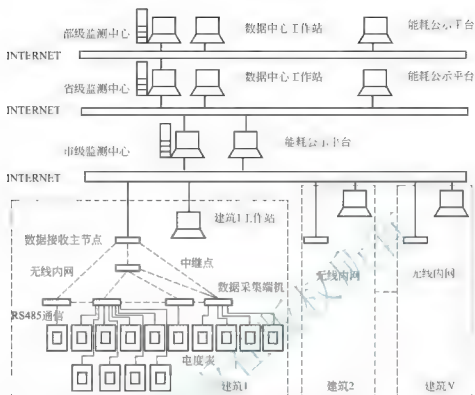 部级监测中心
数据中心工作站
能耗公示平台
INTERNET
省级监测中心
数据中心工作站
能耗公示平台
INTERNET
市级监测中心
能耗公示平台
INTERNET
建筑1工作站
数据接收主节点
中继点
无线内网
数据采集端机
RS485通信
电度表
建筑1
无线内网
建筑2
无线内网
建筑N